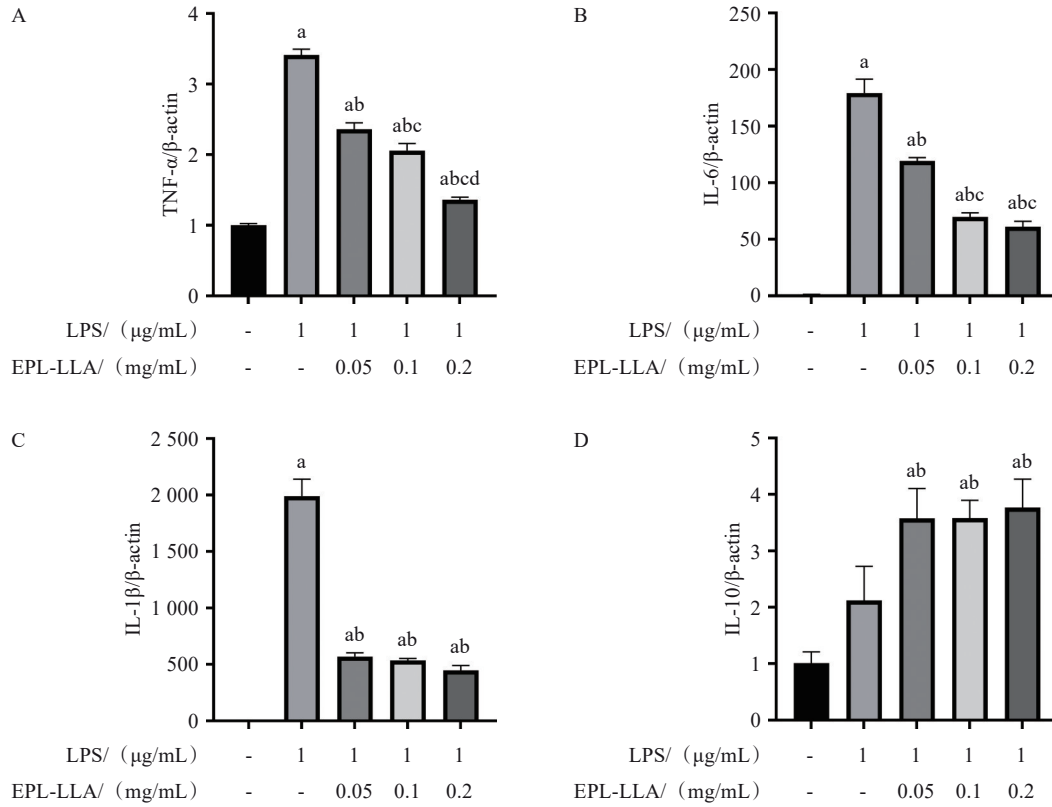 A
TNF-α/β-actin
4
3
2
1
0
a
ab
abc
abcd
LPS/（μg/mL） - 1 1 1 1
EPL-LLA/（mg/mL） - - 0.05 0.1 0.2
B
IL-6/β-actin
250
200
150
100
50
0
a
ab
abc
abc
LPS/（μg/mL） - 1 1 1 1
EPL-LLA/（mg/mL） - - 0.05 0.1 0.2
C
IL-1β/β-actin
2 500
2 000
1 500
1 000
500
0
a
ab
ab
ab
LPS/（μg/mL） - 1 1 1 1
EPL-LLA/（mg/mL） - - 0.05 0.1 0.2
D
IL-10/β-actin
5
4
3
2
1
0
ab
ab
ab
LPS/（μg/mL） - 1 1 1 1
EPL-LLA/（mg/mL） - - 0.05 0.1 0.2